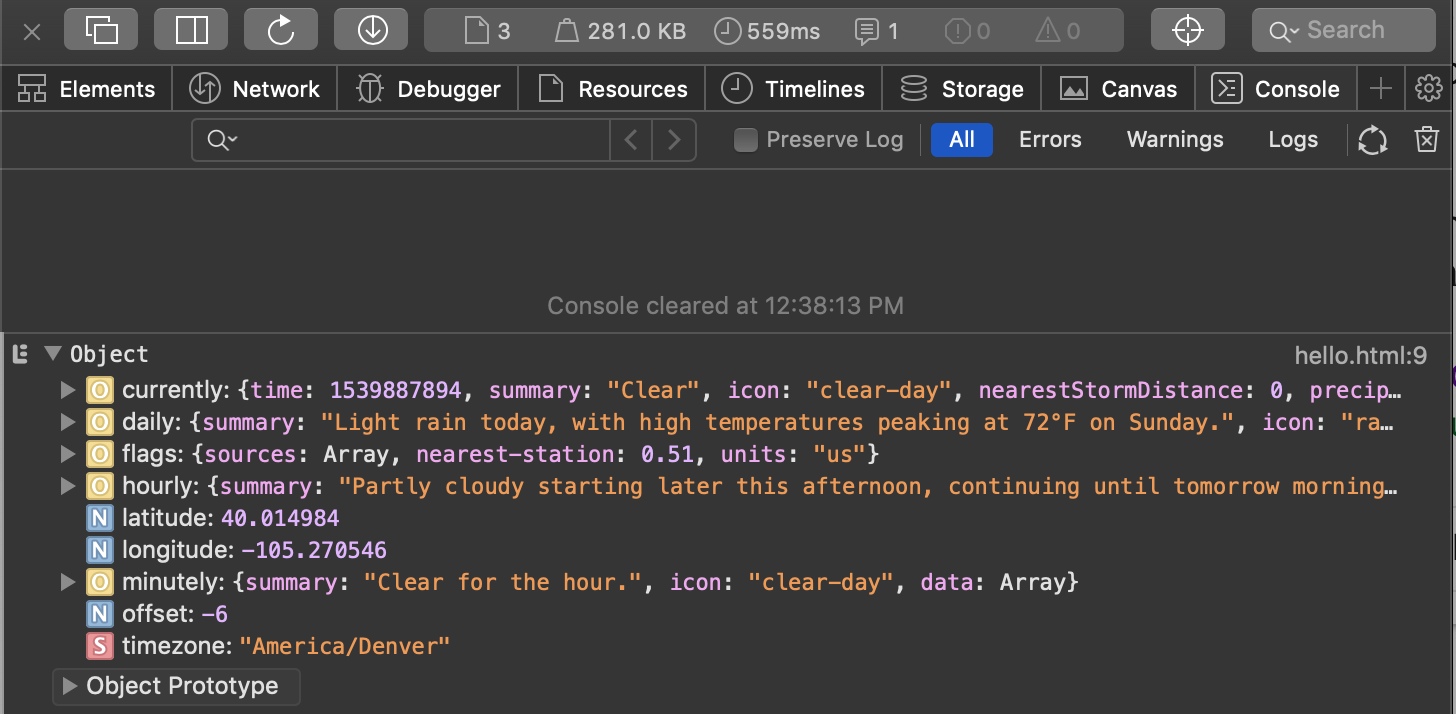 3 281.0 KB 559ms 1 0 0 Search
Elements Network Debugger Resources Timelines Storage Canvas Console
Preserve Log All Errors Warnings Logs
Console cleared at 12:38:13 PM
Object hello.html:9
O currently: {time: 1539887894, summary: "Clear", icon: "clear-day", nearestStormDistance: 0, precip…
O daily: {summary: "Light rain today, with high temperatures peaking at 72°F on Sunday.", icon: "ra…
O flags: {sources: Array, nearest-station: 0.51, units: "us"}
O hourly: {summary: "Partly cloudy starting later this afternoon, continuing until tomorrow morning…
N latitude: 40.014984
N longitude: -105.270546
O minutely: {summary: "Clear for the hour.", icon: "clear-day", data: Array}
N offset: -6
S timezone: "America/Denver"
Object Prototype